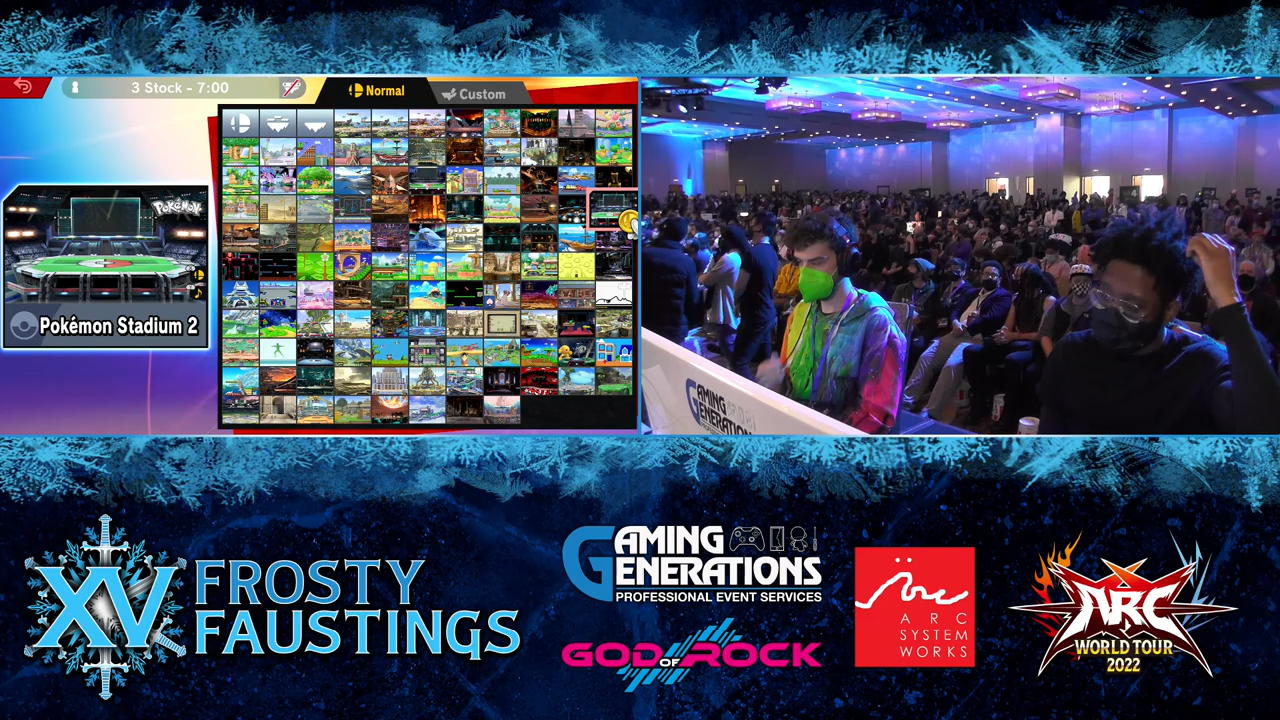 3 Stock - 7:00
Normal
Custom
POKéMON
Pokémon Stadium 2
GAMING
GENERATIONS
XV FROSTY
FAUSTINGS
GAMING
GENERATIONS
PROFESSIONAL EVENT SERVICES
GOD OF ROCK
ARC
SYSTEM
WORKS
ARC
WORLD TOUR
2022